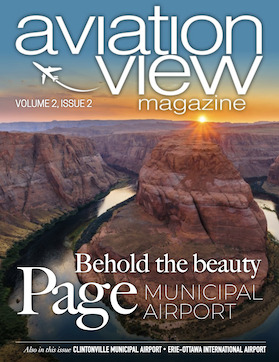 aviation
view
VOLUME 2, ISSUE 2
magazine
Behold the beauty
Page MUNICIPAL
AIRPORT
Also in this issue CLINTONVILLE MUNICIPAL AIRPORT • ERIE–OTTAWA INTERNATIONAL AIRPORT